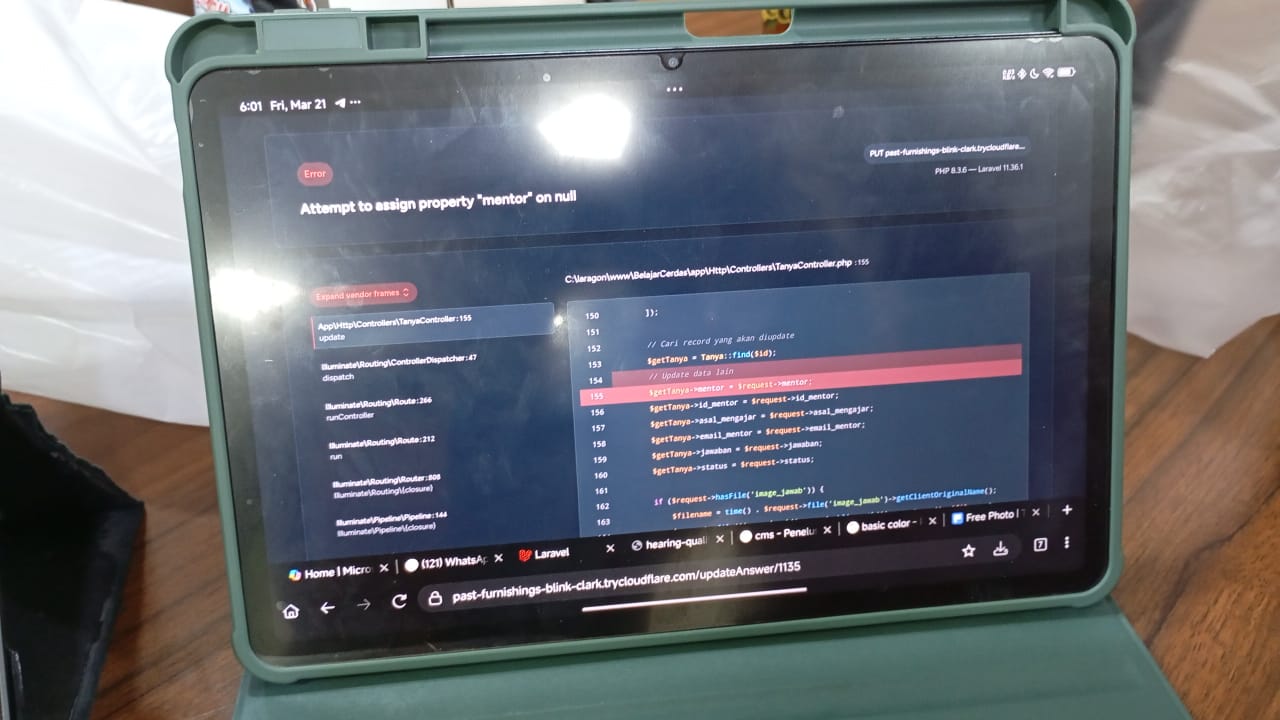 6:01 Fri, Mar 21
Error
PUT past-furnishings-blink-clark.trycloudflare...
PHP 8.3.6 — Laravel 11.36.1
Attempt to assign property "mentor" on null
C:\laragon\www\BelajarCerdas\app\Http\Controllers\TanyaController.php :155
Expand vendor frames
App\Http\Controllers\TanyaController:155
update
Illuminate\Routing\ControllerDispatcher:47
dispatch
Illuminate\Routing\Route:266
runController
Illuminate\Routing\Route:212
run
Illuminate\Routing\Router:808
Illuminate\Routing\{closure}
Illuminate\Pipeline\Pipeline:144
Illuminate\Pipeline\{closure}
150 ]);
151
152 // Cari record yang akan diupdate
153 $getTanya = Tanya::find($id);
154 // Update data lain
155 $getTanya->mentor = $request->mentor;
156 $getTanya->id_mentor = $request->id_mentor;
157 $getTanya->asal_mengajar = $request->asal_mengajar;
158 $getTanya->email_mentor = $request->email_mentor;
159 $getTanya->jawaban = $request->jawaban;
160 $getTanya->status = $request->status;
161
162 if ($request->hasFile('image_jawab')) {
163 $filename = time() . $request->file('image_jawab')->getClientOriginalName();
Home | Micro
(121) WhatsAp
Laravel
hearing-quali
cms - Penelu
basic color -
Free Photo |
past-furnishings-blink-clark.trycloudflare.com/updateAnswer/1135
7